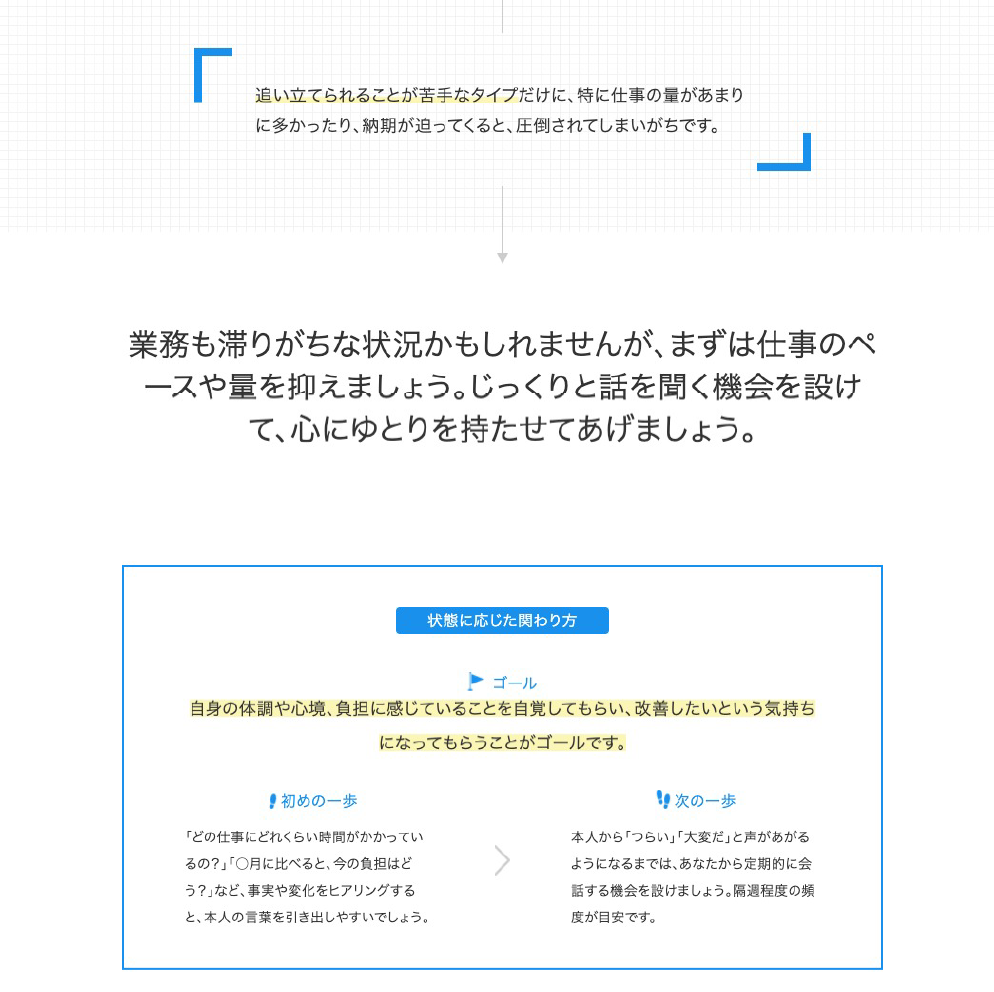 追い立てられることが苦手なタイプだけに、特に仕事の量があまり
に多かったり、納期が迫ってくると、圧倒されてしまいがちです。
業務も滞りがちな状況かもしれませんが、まずは仕事のペ
ースや量を抑えましょう。じっくりと話を聞く機会を設け
て、心にゆとりを持たせてあげましょう。
状態に応じた関わり方
ゴール
自身の体調や心境、負担に感じていることを自覚してもらい、改善したいという気持ち
になってもらうことがゴールです。
初めの一歩
「どの仕事にどれくらい時間がかかってい
るの？」「○月に比べると、今の負担はど
う？」など、事実や変化をヒアリングする
と、本人の言葉を引き出しやすいでしょう。
次の一歩
本人から「つらい」「大変だ」と声があがる
ようになるまでは、あなたから定期的に会
話する機会を設けましょう。隔週程度の頻
度が目安です。